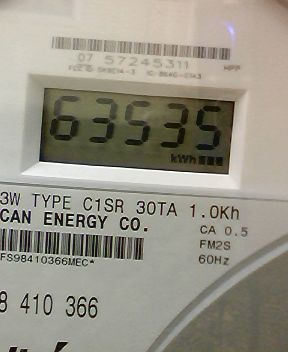 07 57245311
63535
kWh
3W TYPE C1SR 30TA 1.0Kh
CAN ENERGY CO.
CA 0.5
FM2S
60Hz
FS98410366MEC*
8 410 366